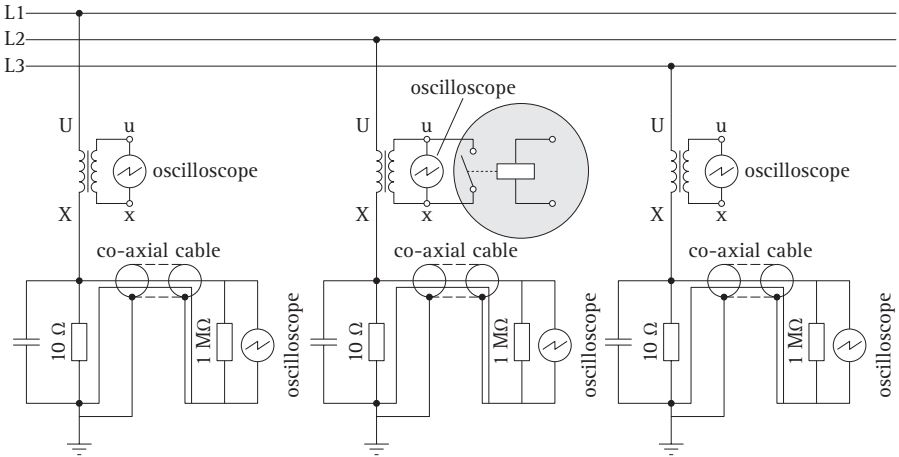 L1
L2
L3
oscilloscope
U
u
oscilloscope
X
x
U
u
X
x
U
u
oscilloscope
X
x
co-axial cable
co-axial cable
co-axial cable
10 Ω
1 MΩ
oscilloscope
10 Ω
1 MΩ
oscilloscope
10 Ω
1 MΩ
oscilloscope